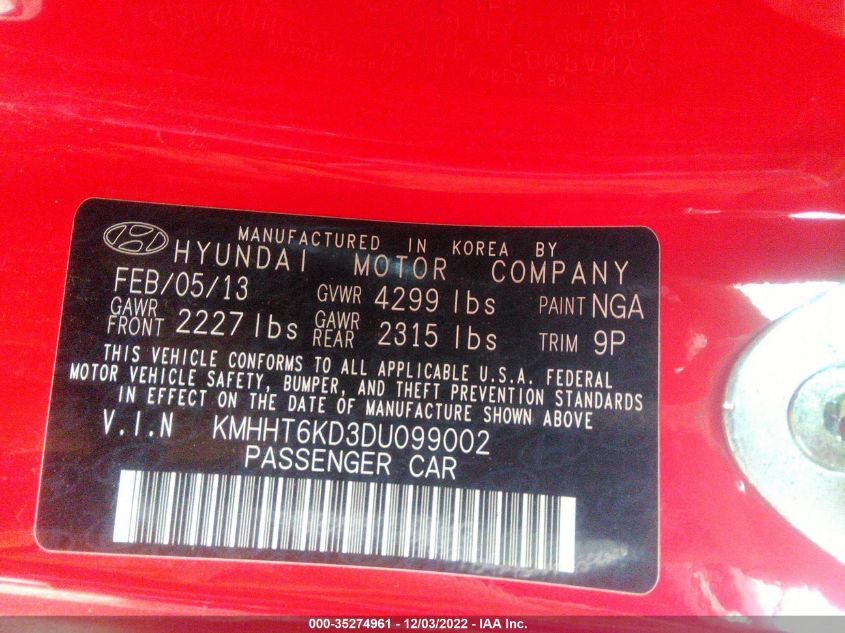 MANUFACTURED IN KOREA BY
HYUNDAI MOTOR COMPANY
FEB/05/13 GVWR 4299 lbs PAINT NGA
GAWR FRONT 2227 lbs GAWR REAR 2315 lbs TRIM 9P
THIS VEHICLE CONFORMS TO ALL APPLICABLE U.S.A. FEDERAL
MOTOR VEHICLE SAFETY, BUMPER, AND THEFT PREVENTION STANDARDS
IN EFFECT ON THE DATE OF MANUFACTURE SHOWN ABOVE
V.I.N KMHHT6KD3DU099002
PASSENGER CAR
000-35274961 - 12/03/2022 - IAA Inc.